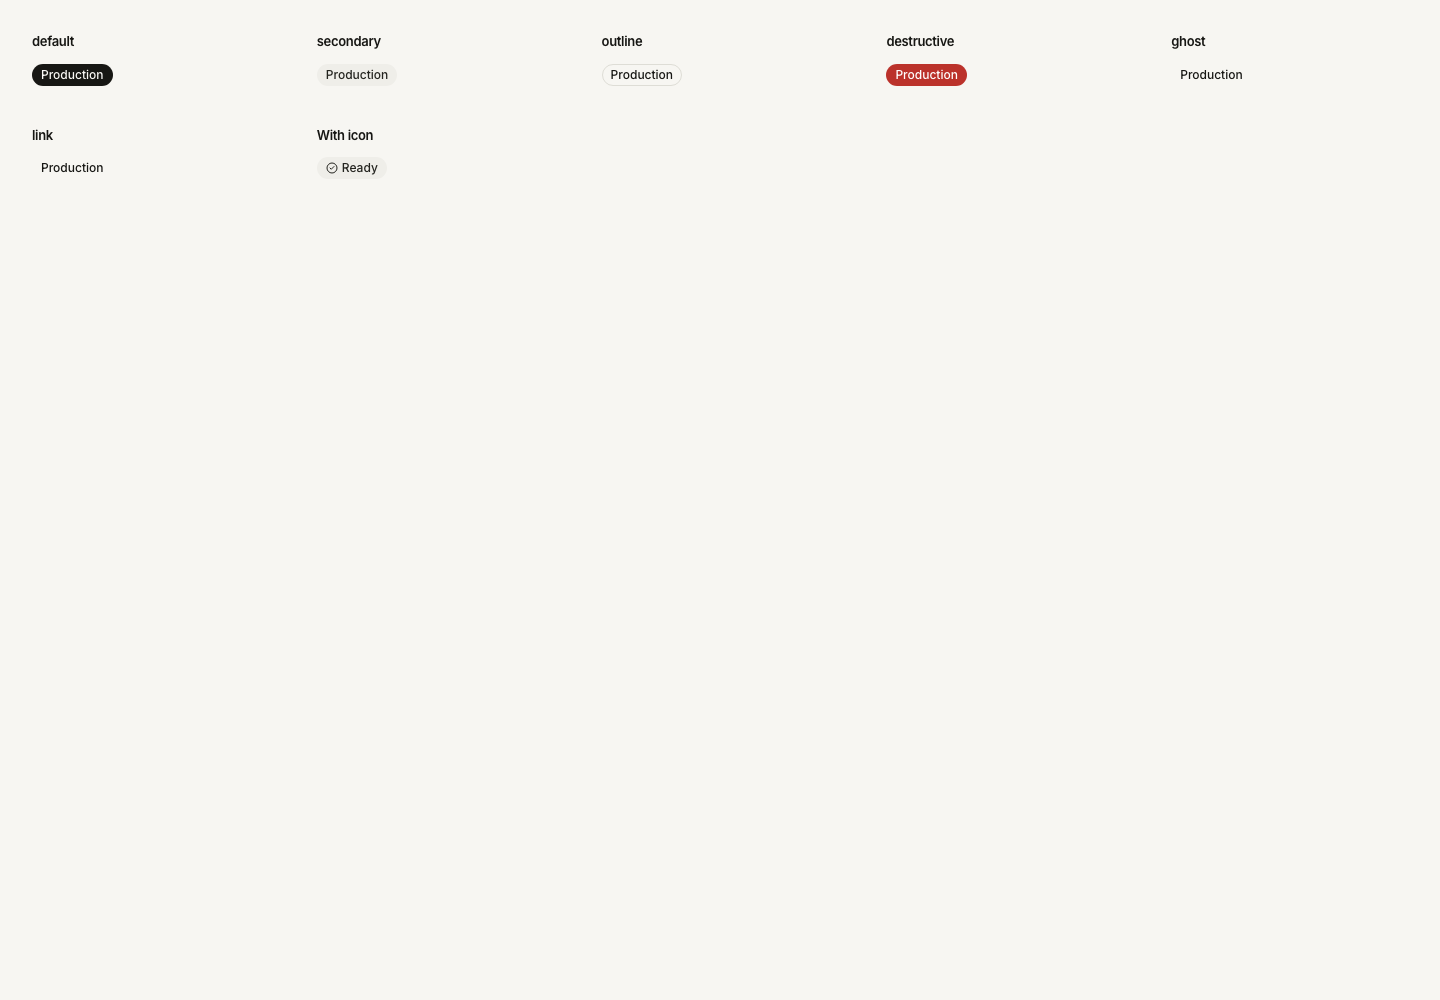 default
secondary
outline
destructive
ghost
Production
Production
Production
Production
Production
link
With icon
Production
Ready